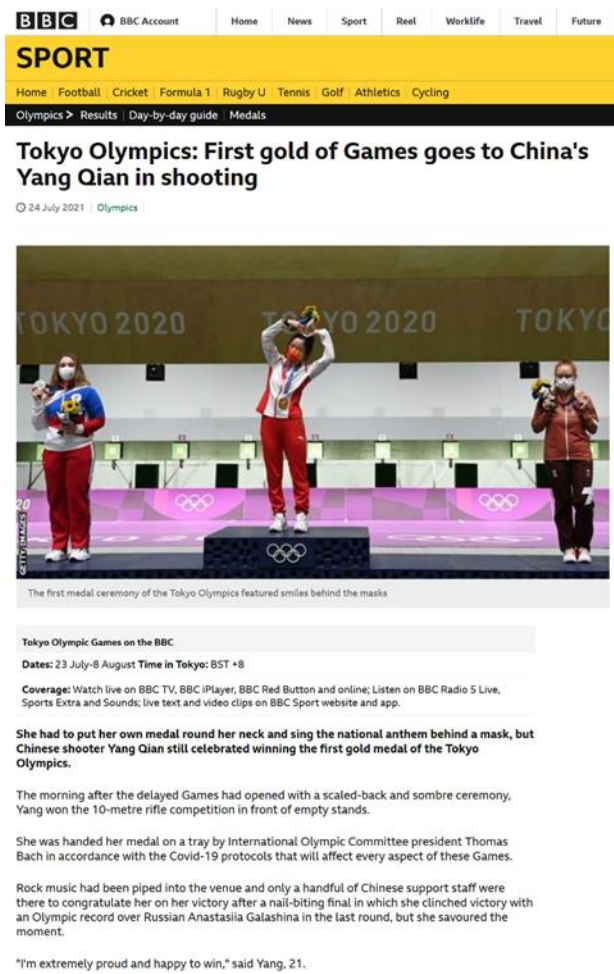 BBC BBC Account Home News Sport Reel Worklife Travel Future
SPORT
Home Football Cricket Formula 1 Rugby U Tennis Golf Athletics Cycling
Olympics > Results Day-by-day guide Medals
Tokyo Olympics: First gold of Games goes to China's
Yang Qian in shooting
24 July 2021 Olympics
TOKYO 2020 TOKYO 2020 TOKYO
20
GETTY IMAGES
The first medal ceremony of the Tokyo Olympics featured smiles behind the masks
Tokyo Olympic Games on the BBC
Dates: 23 July-8 August Time in Tokyo: BST +8
Coverage: Watch live on BBC TV, BBC iPlayer, BBC Red Button and online; Listen on BBC Radio 5 Live,
Sports Extra and Sounds; live text and video clips on BBC Sport website and app.
She had to put her own medal round her neck and sing the national anthem behind a mask, but
Chinese shooter Yang Qian still celebrated winning the first gold medal of the Tokyo
Olympics.
The morning after the delayed Games had opened with a scaled-back and sombre ceremony,
Yang won the 10-metre rifle competition in front of empty stands.
She was handed her medal on a tray by International Olympic Committee president Thomas
Bach in accordance with the Covid-19 protocols that will affect every aspect of these Games.
Rock music had been piped into the venue and only a handful of Chinese support staff were
there to congratulate her on her victory after a nail-biting final in which she clinched victory with
an Olympic record over Russian Anastasiia Galashina in the last round, but she savoured the
moment.
"I'm extremely proud and happy to win," said Yang, 21.